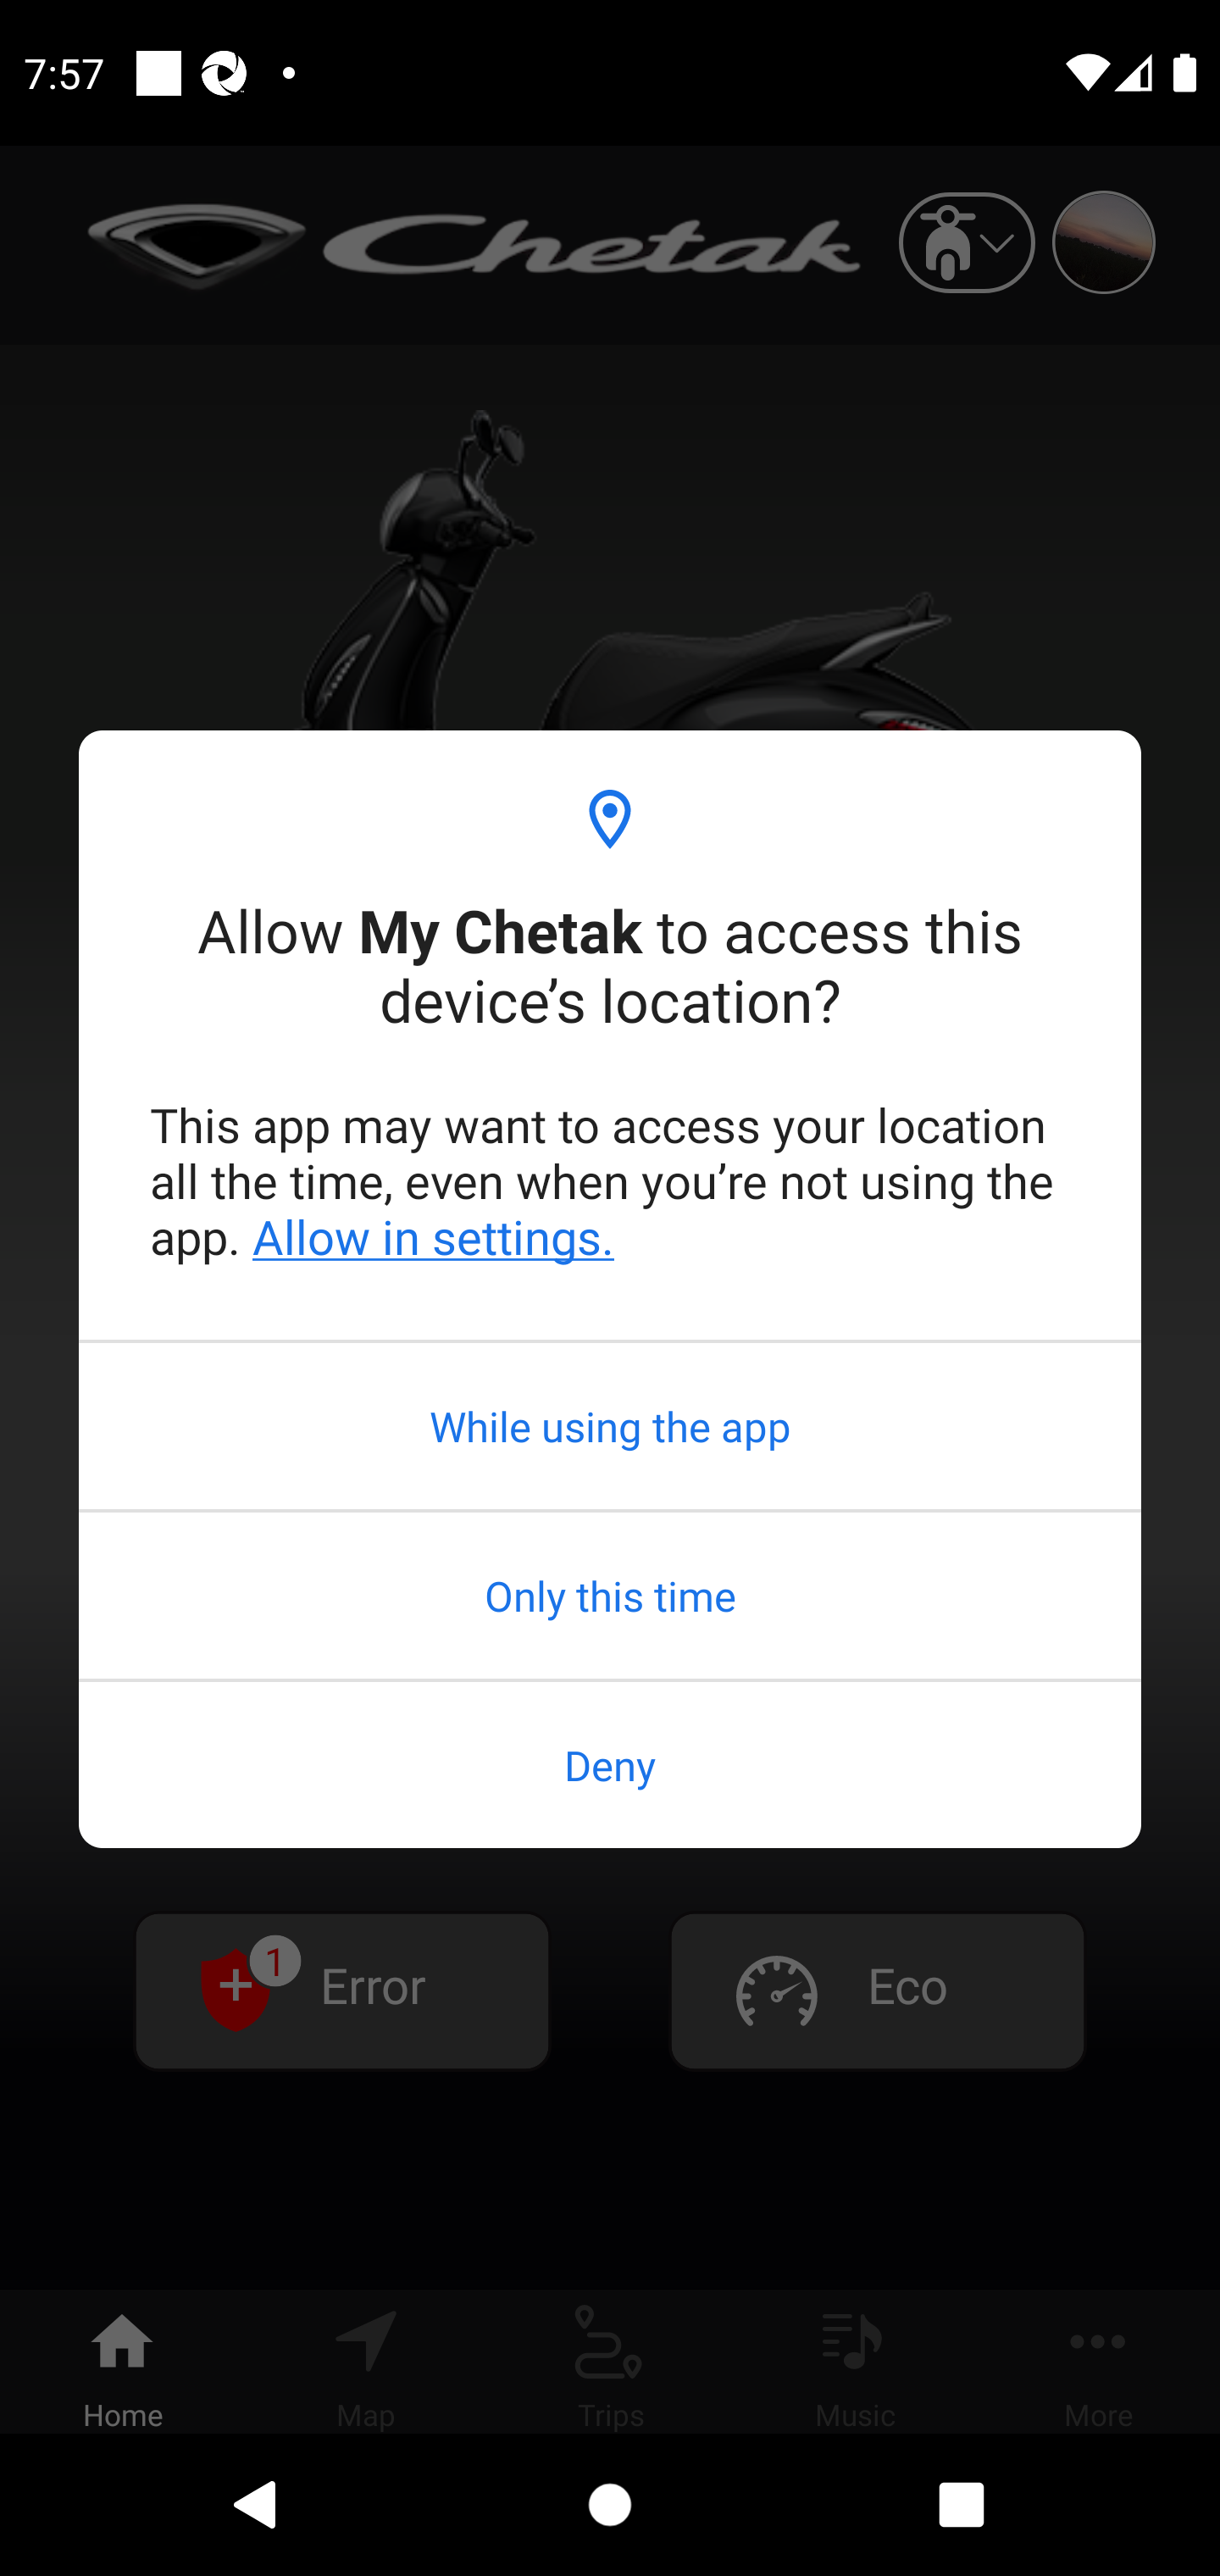 7:57
Chetak
Allow My Chetak to access this
device’s location?
This app may want to access your location
all the time, even when you’re not using the
app. Allow in settings.
While using the app
Only this time
Deny
1
Error
Eco
Home
Map
Trips
Music
More